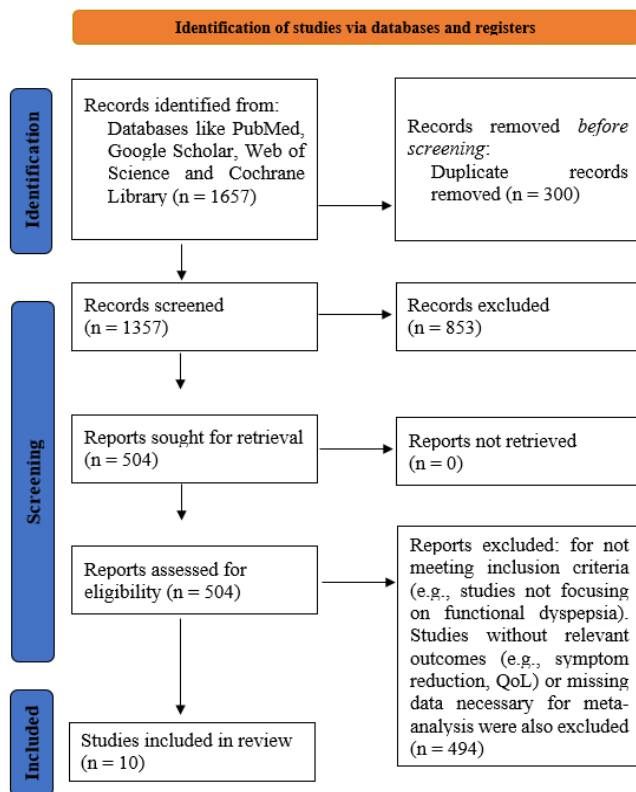 Identification of studies via databases and registers
Identification
Records identified from:
Databases like PubMed,
Google Scholar, Web of
Science and Cochrane
Library (n = 1657)
Records removed before
screening:
Duplicate records
removed (n = 300)
Screening
Records screened
(n = 1357)
Records excluded
(n = 853)
Reports sought for retrieval
(n = 504)
Reports not retrieved
(n = 0)
Reports assessed for
eligibility (n = 504)
Reports excluded: for not
meeting inclusion criteria
(e.g., studies not focusing
on functional dyspepsia).
Studies without relevant
outcomes (e.g., symptom
reduction, QoL) or missing
data necessary for meta-
analysis were also excluded
(n = 494)
Included
Studies included in review
(n = 10)